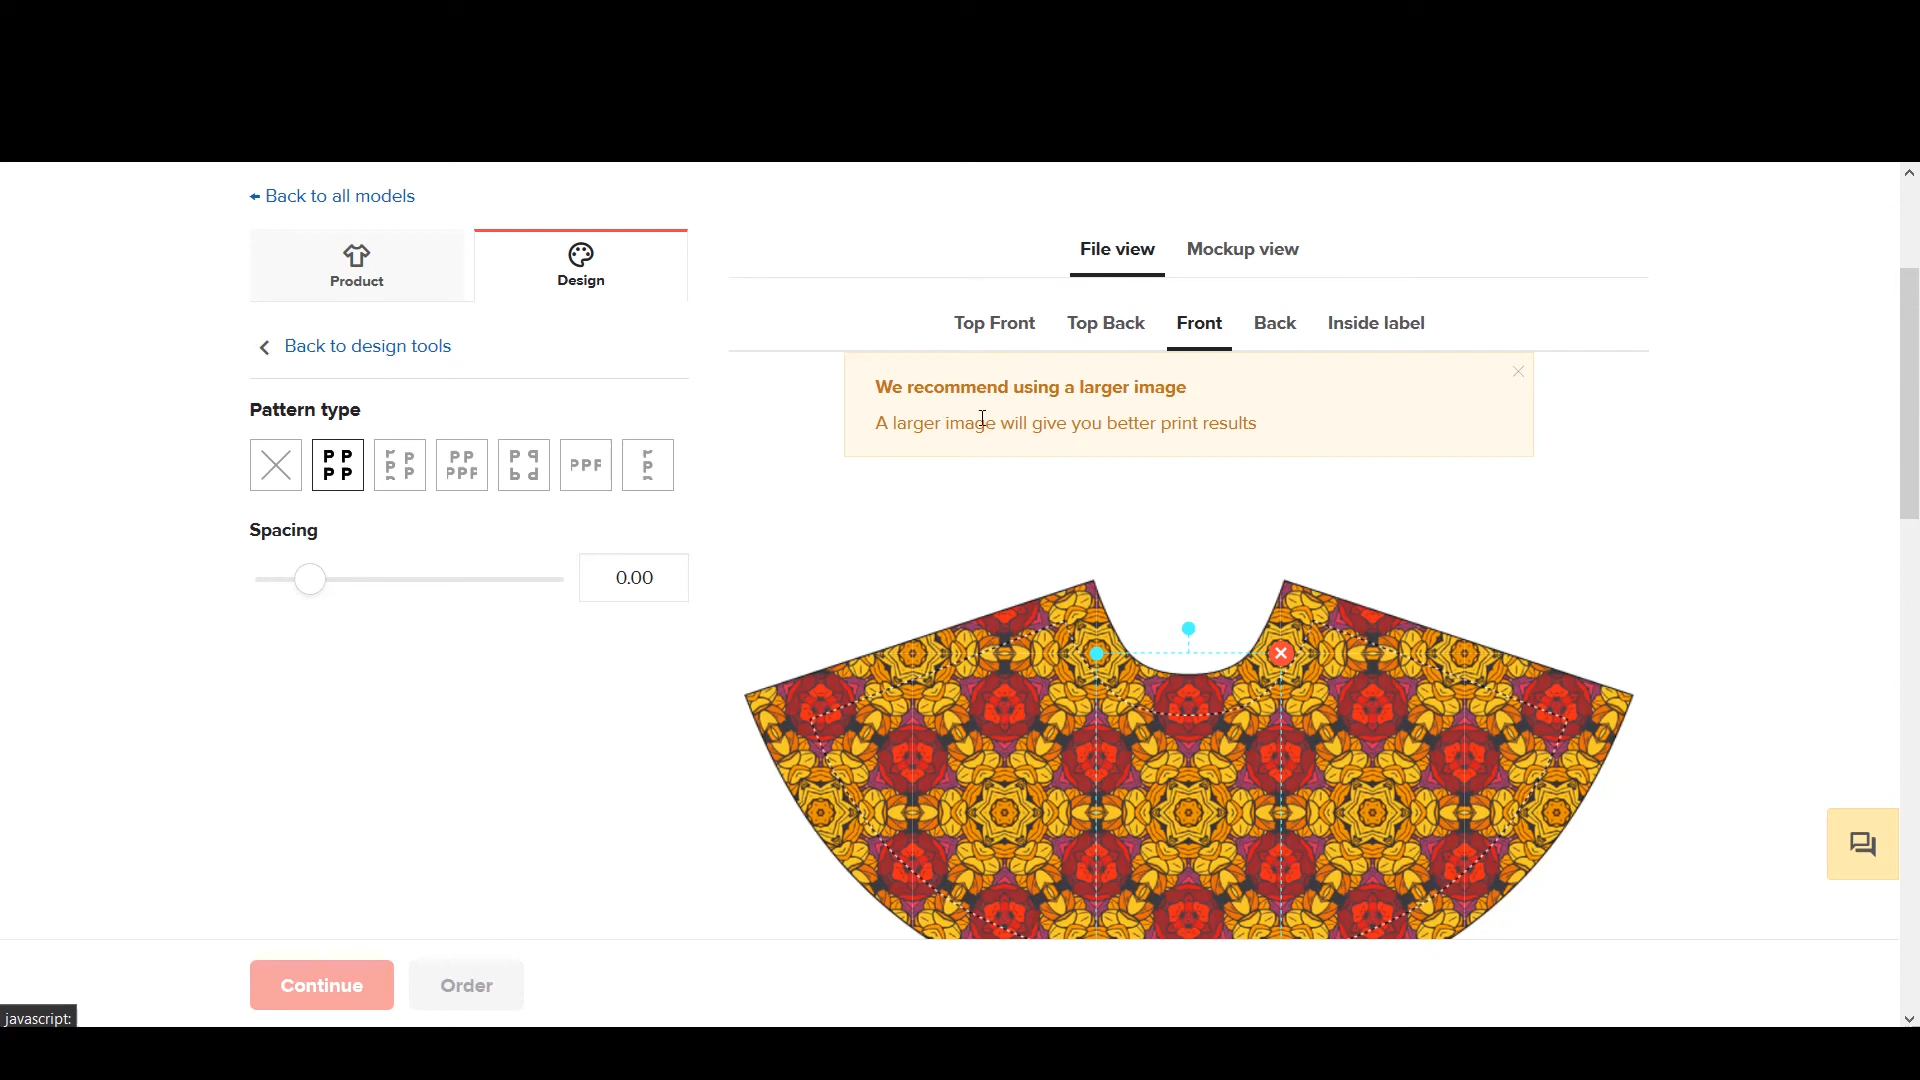 Back to all models
Product
Design
Back to design tools
Pattern type
Spacing
0.00
File view
Mockup view
Top Front
Top Back
Front
Back
Inside label
We recommend using a larger image
A larger image will give you better print results
Continue
Order
javascript: